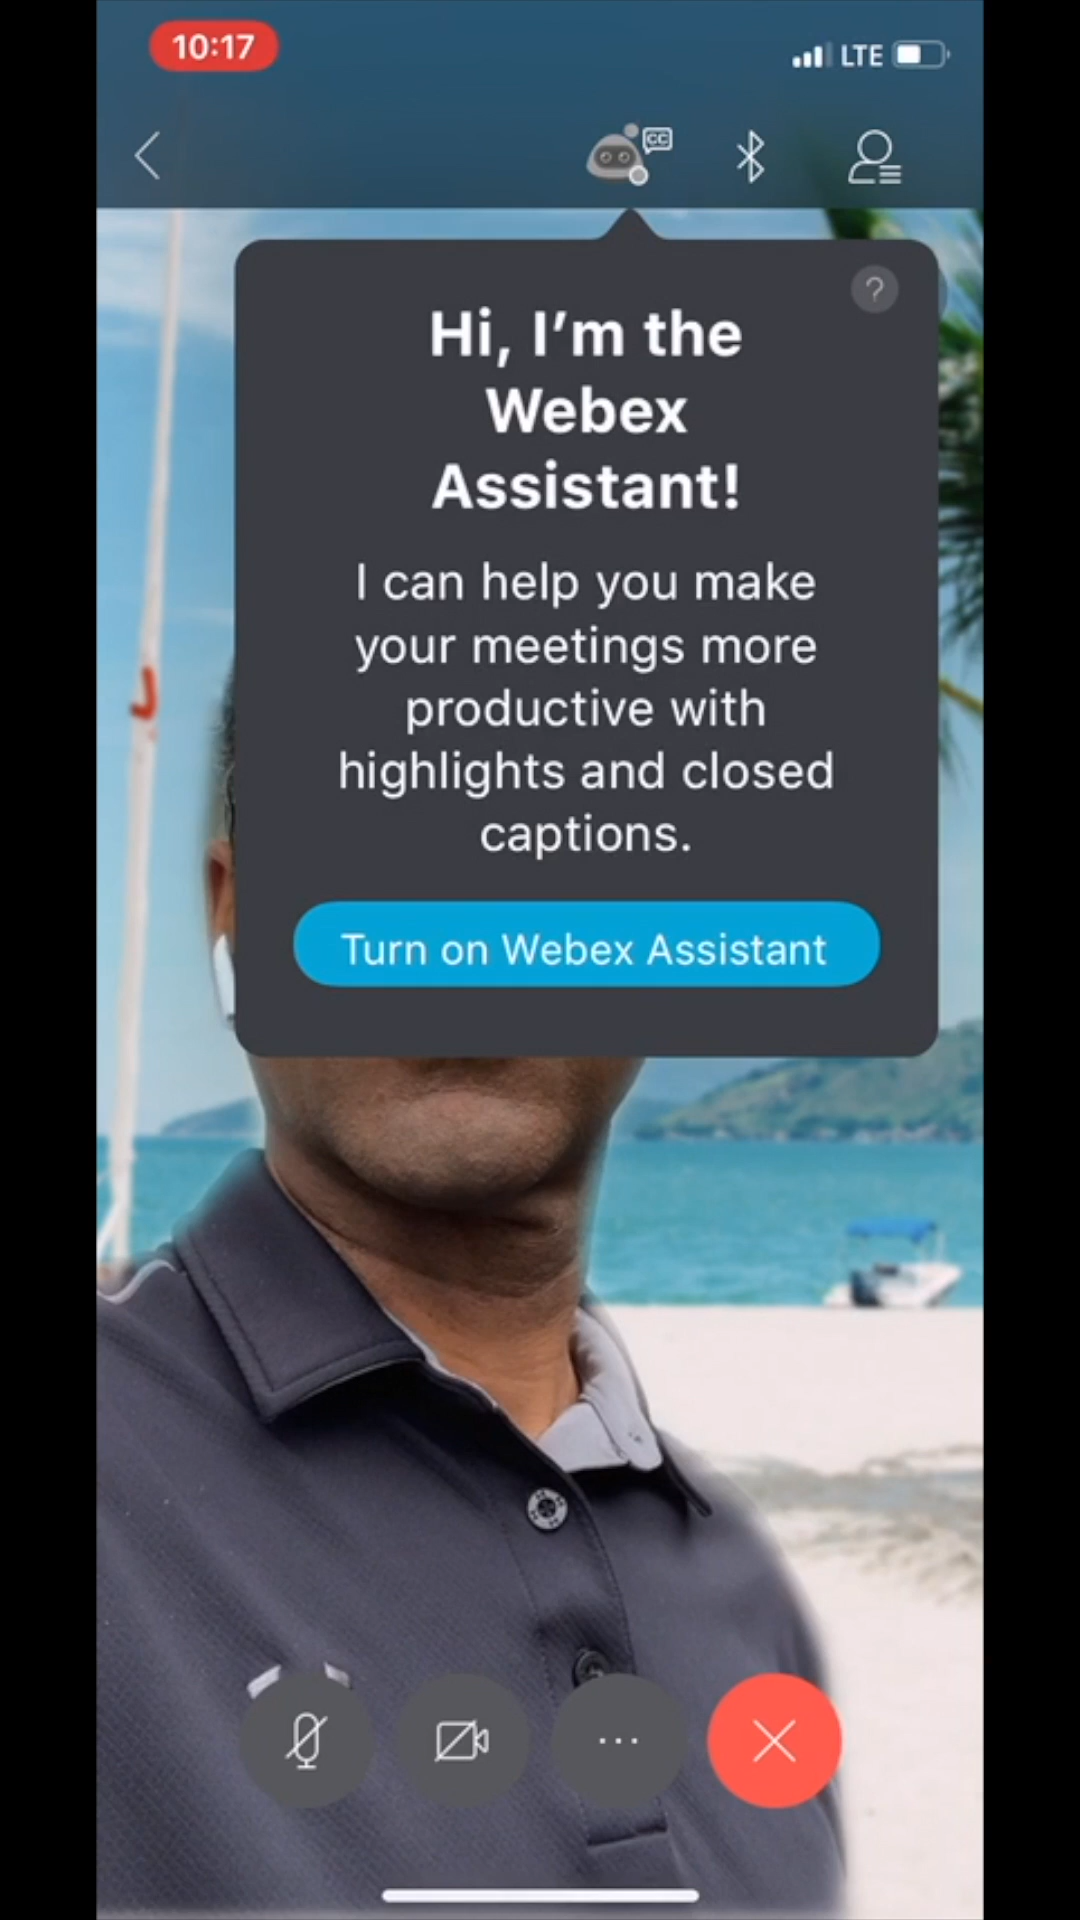 10:17
LTE
CC
?
Hi, I’m the
Webex
Assistant!
I can help you make
your meetings more
productive with
highlights and closed
captions.
Turn on Webex Assistant